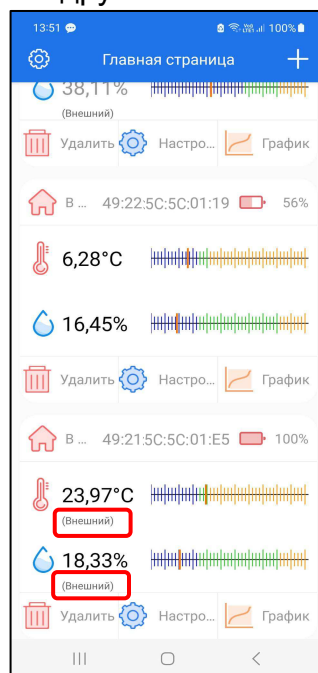 13:51 100%
Главная страница
38,11%
(Внешний)
Удалить Настро... График
В ... 49:22:5C:5C:01:19 56%
6,28°C
16,45%
Удалить Настро... График
В ... 49:21:5C:5C:01:E5 100%
23,97°C
(Внешний)
18,33%
(Внешний)
Удалить Настро... График